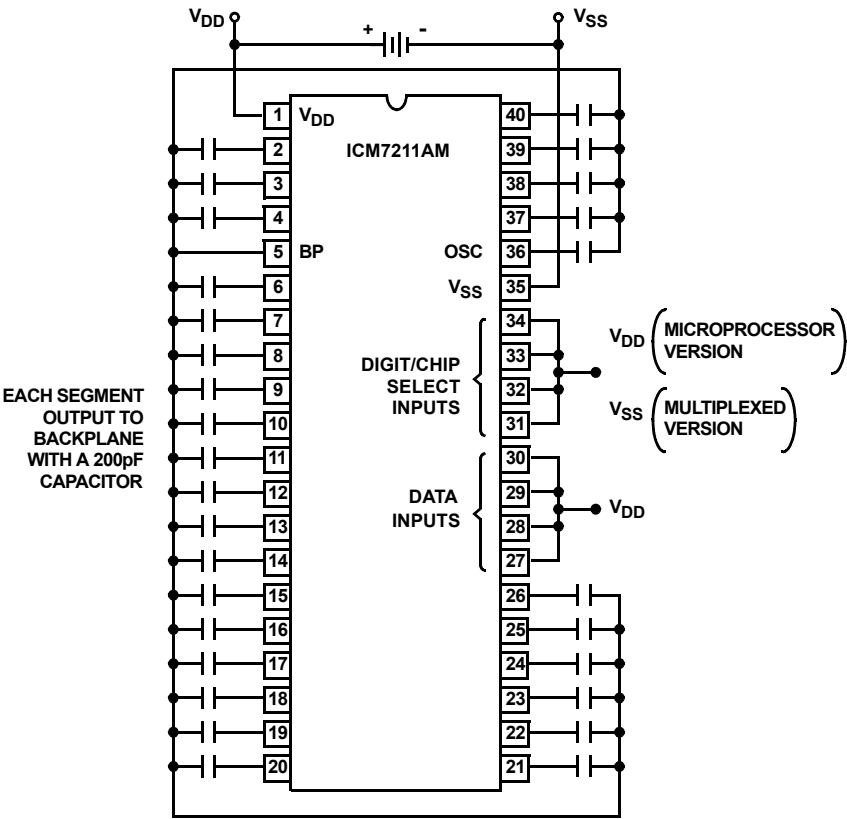 VDD + - VSS
1 VDD 40
ICM7211AM
2 39
3 38
4 37
5 BP OSC 36
6 VSS 35
7 34
8 33
9 32
10 31
11 30
12 29
13 28
14 27
15 26
16 25
17 24
18 23
19 22
20 21
DIGIT/CHIP
SELECT
INPUTS
DATA
INPUTS
VDD (MICROPROCESSOR
VERSION)
VSS (MULTIPLEXED
VERSION)
VDD
EACH SEGMENT
OUTPUT TO
BACKPLANE
WITH A 200pF
CAPACITOR